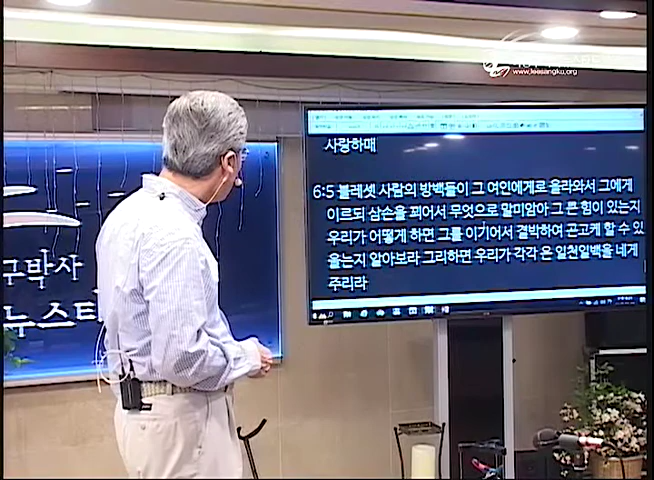 www.leesangku.org
사랑하매
6:5 블레셋 사람의 방백들이 그 여인에게로 올라와서 그에게
이르되 삼손을 꾀어서 무엇으로 말미암아 그 큰 힘이 있는지
우리가 어떻게 하면 그를 이기어서 결박하여 곤고케 할 수 있
을는지 알아보라 그리하면 우리가 각각 은 일천일백을 네게
주리라
구박사
뉴스타